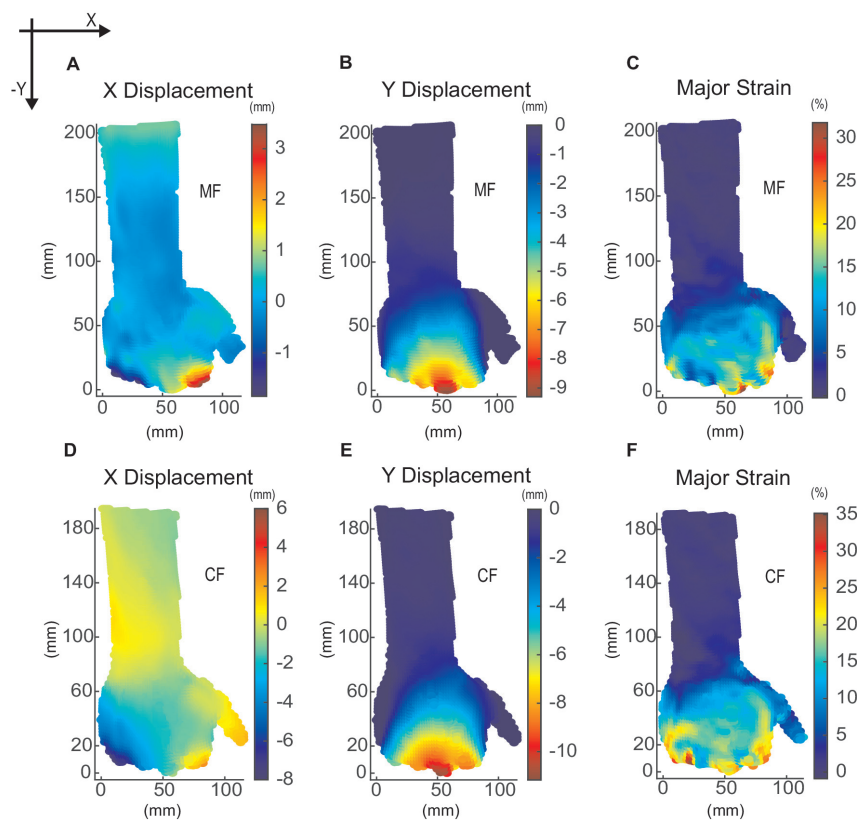 X
-Y
A
X Displacement
(mm)
3
2
1
0
-1
200
150
100
50
0
(mm)
MF
0
50
100
(mm)
B
Y Displacement
(mm)
0
-1
-2
-3
-4
-5
-6
-7
-8
-9
200
150
100
50
0
(mm)
MF
0
50
100
(mm)
C
Major Strain
(%)
30
25
20
15
10
5
0
200
150
100
50
0
(mm)
MF
0
50
100
(mm)
D
X Displacement
(mm)
6
4
2
0
-2
-4
-6
-8
180
140
100
60
20
0
(mm)
CF
0
50
100
(mm)
E
Y Displacement
(mm)
0
-2
-4
-6
-8
-10
180
140
100
60
20
0
(mm)
CF
0
50
100
(mm)
F
Major Strain
(%)
35
30
25
20
15
10
5
0
180
140
100
60
20
0
(mm)
CF
0
50
100
(mm)